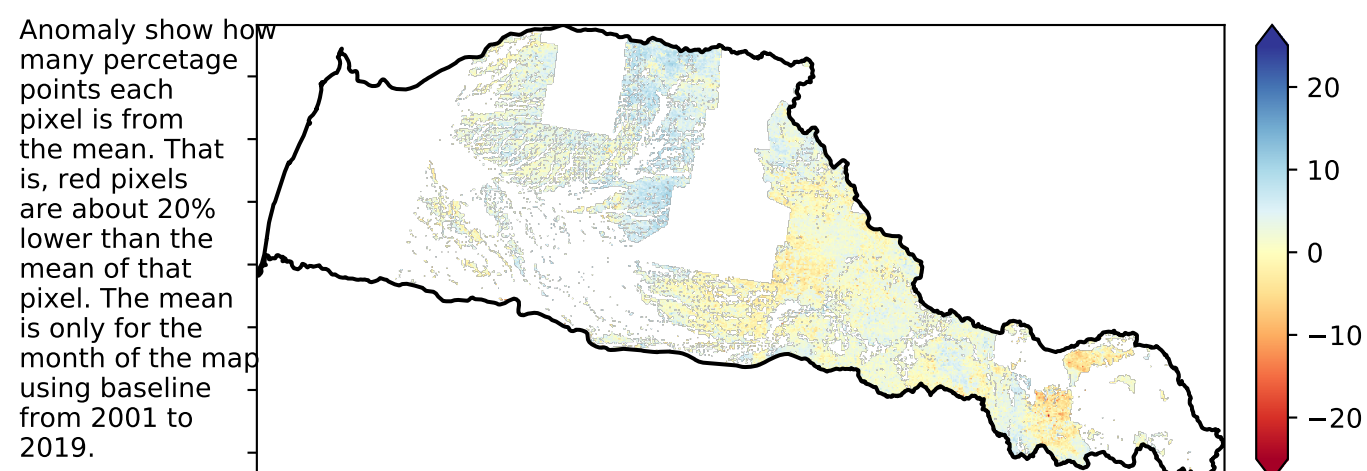 Anomaly show how
many percetage
points each
pixel is from
the mean. That
is, red pixels
are about 20%
lower than the
mean of that
pixel. The mean
is only for the
month of the map
using baseline
from 2001 to
2019.
20
10
0
−10
−20